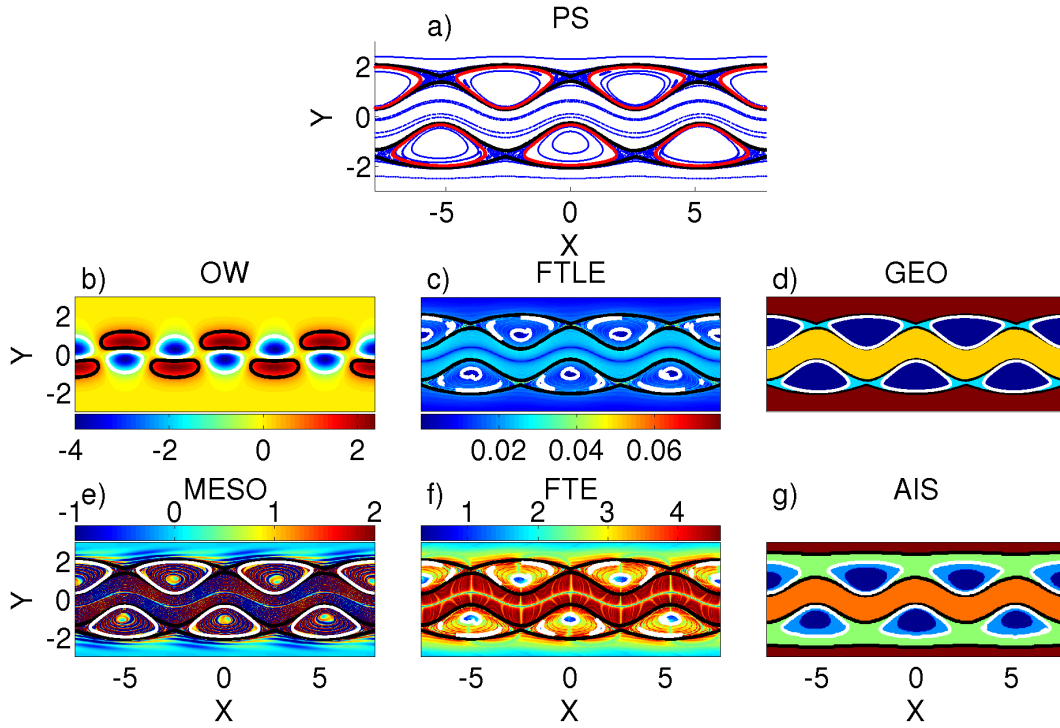 a) PS
2
0
-2
Y
-5 0 5
X
b) OW
c) FTLE
d) GEO
2
0
-2
Y
-4 -2 0 2
0.02 0.04 0.06
e) MESO
f) FTE
g) AIS
-1 0 1 2
1 2 3 4
2
0
-2
Y
-5 0 5
-5 0 5
-5 0 5
X
X
X